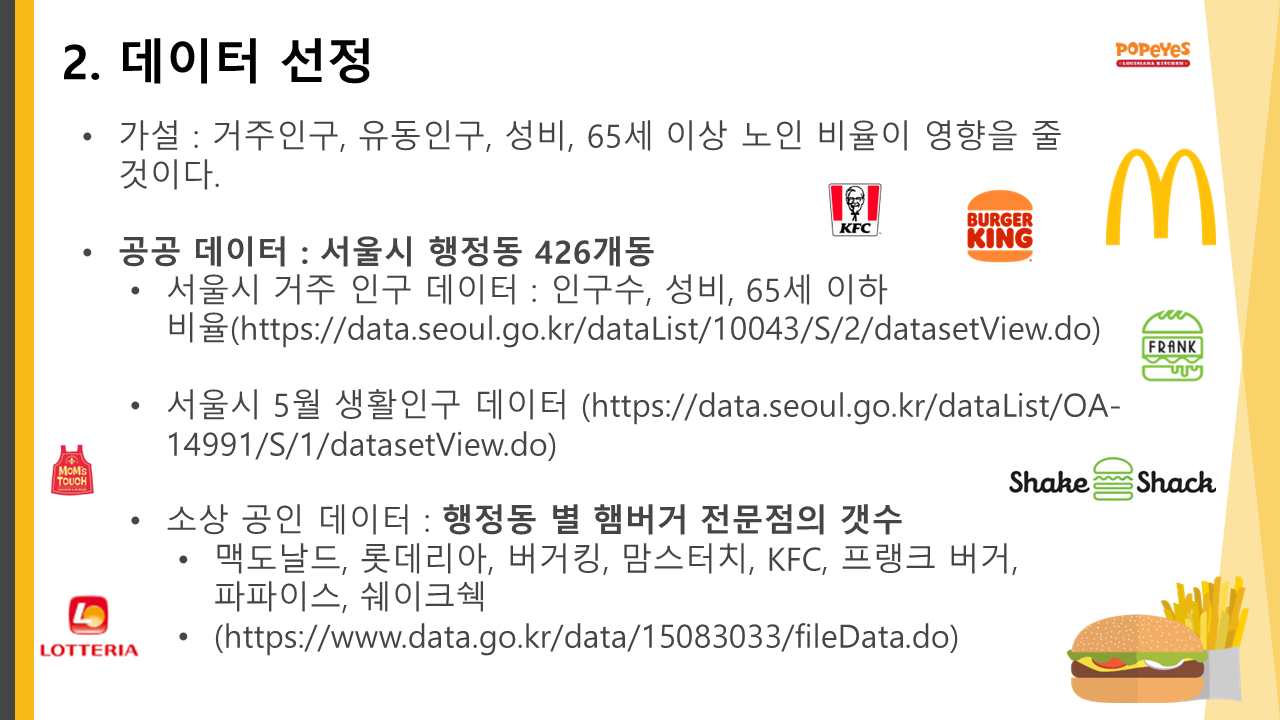 2. 데이터 선정
POPEYES
LOUISIANA KITCHEN
• 가설 : 거주인구, 유동인구, 성비, 65세 이상 노인 비율이 영향을 줄
것이다.
KFC
BURGER
KING
• 공공 데이터 : 서울시 행정동 426개동
• 서울시 거주 인구 데이터 : 인구수, 성비, 65세 이하
비율(https://data.seoul.go.kr/dataList/10043/S/2/datasetView.do)
FRANK
• 서울시 5월 생활인구 데이터 (https://data.seoul.go.kr/dataList/OA-
14991/S/1/datasetView.do)
MOM'S
TOUCH
Shake Shack
• 소상 공인 데이터 : 행정동 별 햄버거 전문점의 갯수
• 맥도날드, 롯데리아, 버거킹, 맘스터치, KFC, 프랭크 버거,
파파이스, 쉐이크쉑
• (https://www.data.go.kr/data/15083033/fileData.do)
LOTTERIA